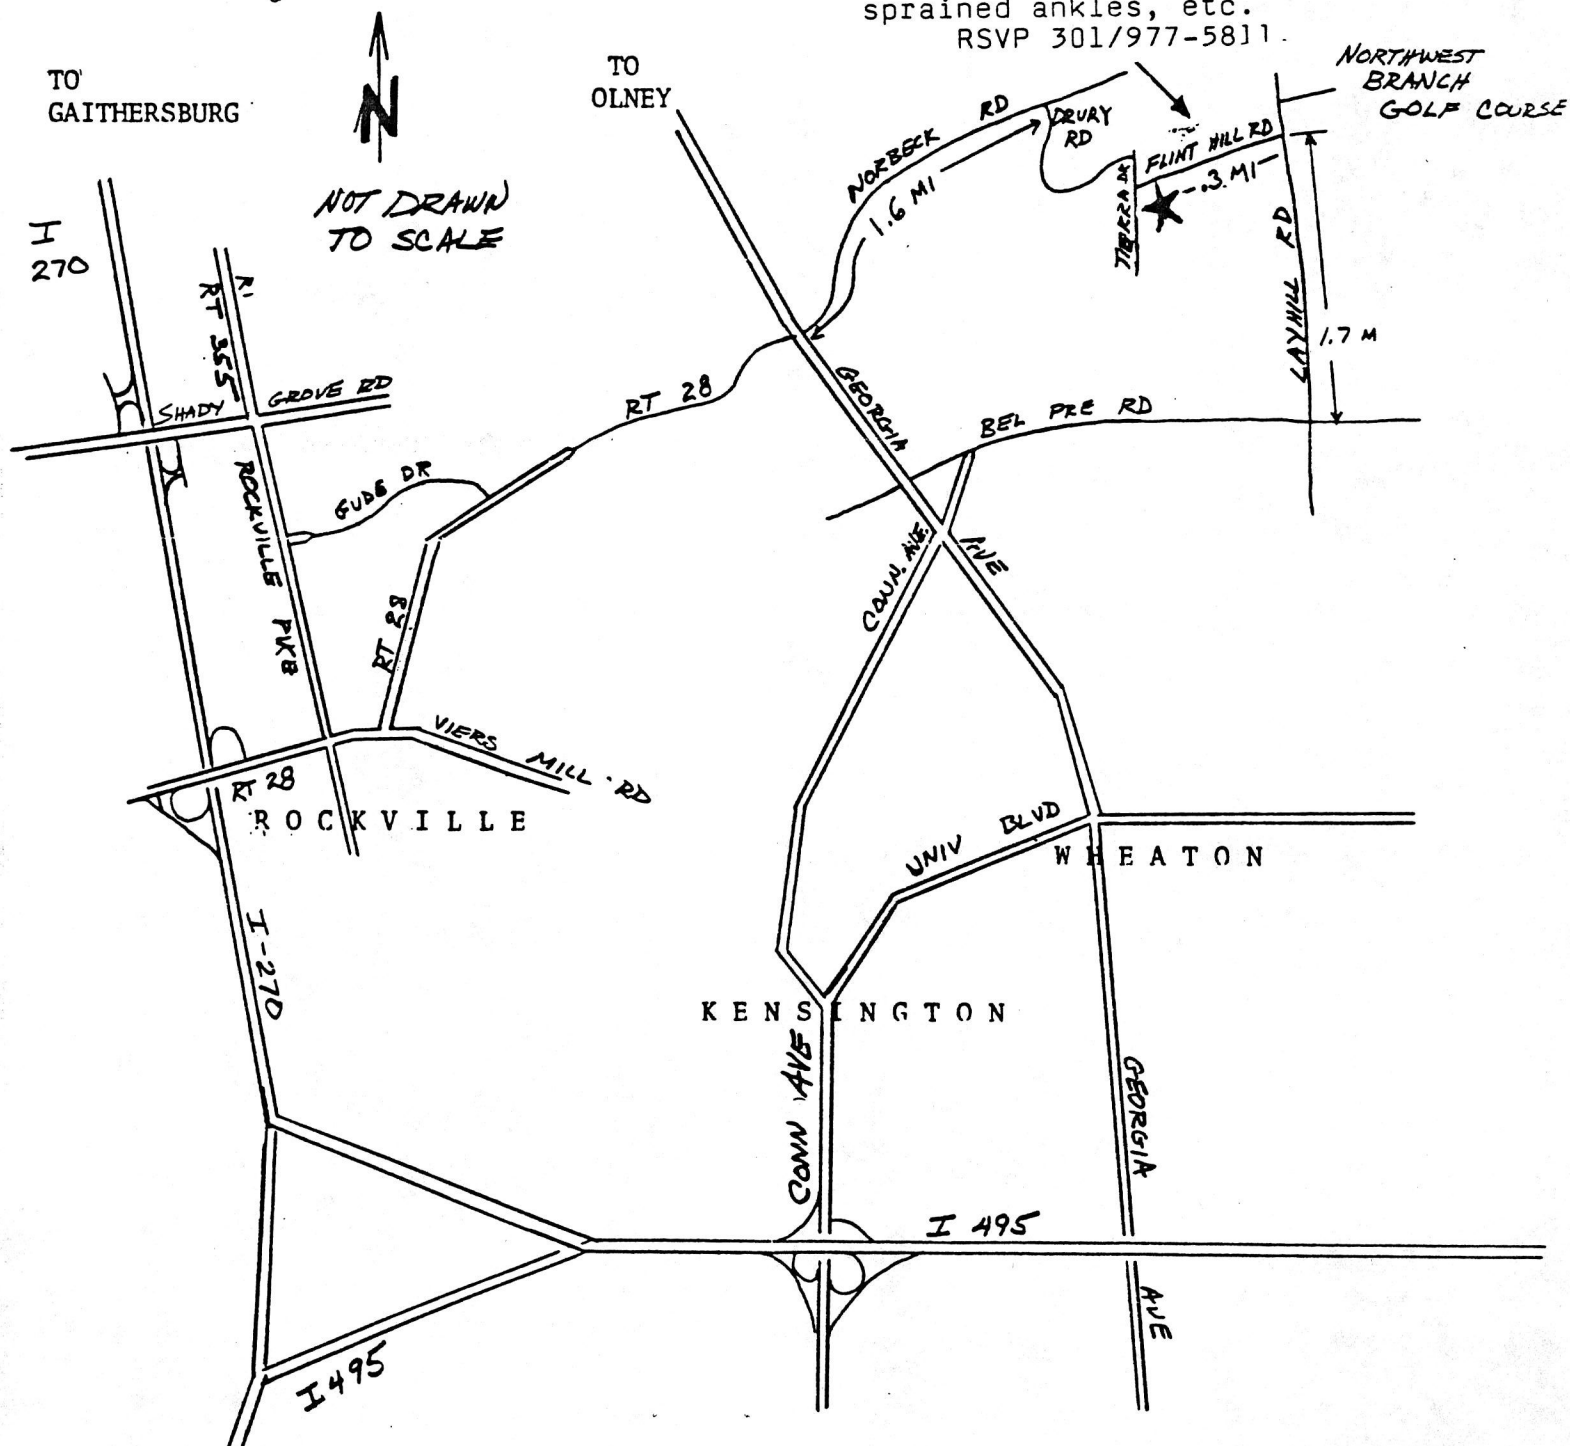 sprained ankles, etc.
RSVP 301/977-5811.
NORTHWEST
BRANCH
GOLF COURSE
TO
GAITHERSBURG
N
TO
OLNEY
NOT DRAWN
TO SCALE
NORBECK RD
1.6 MI
DRURY
RD
FLINT HILL RD
.3 MI
TIERRA DR
LAYHILL RD
1.7 M
I
270
RT 355
SHADY GROVE RD
ROCKVILLE PKE
GUDE DR
RT 28
RT 28
GEORGIA
AVE
BEL PRE RD
CONN. AVE.
VIERS MILL RD
RT 28
ROCKVILLE
UNIV BLVD
WHEATON
I-270
KENSINGTON
CONN AVE
GEORGIA
AVE
I 495
I 495